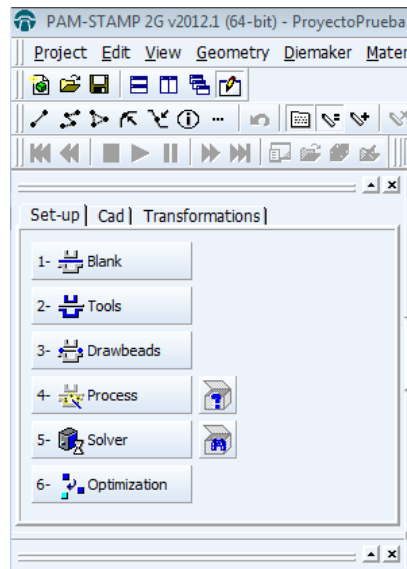 PAM-STAMP 2G v2012.1 (64-bit) - ProyectoPrueba
Project Edit View Geometry Diemaker Mater
Set-up Cad Transformations
1- Blank
2- Tools
3- Drawbeads
4- Process
5- Solver
6- Optimization